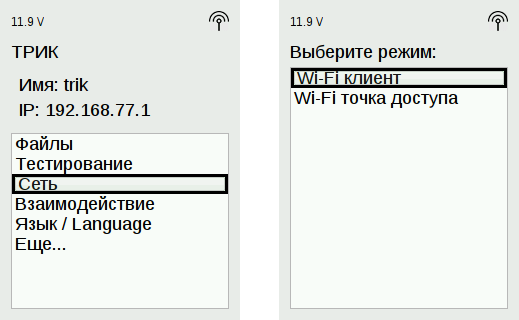 11.9 V
ТРИК
Имя: trik
IP: 192.168.77.1
Файлы
Тестирование
Сеть
Взаимодействие
Язык / Language
Еще...
11.9 V
Выберите режим:
Wi-Fi клиент
Wi-Fi точка доступа